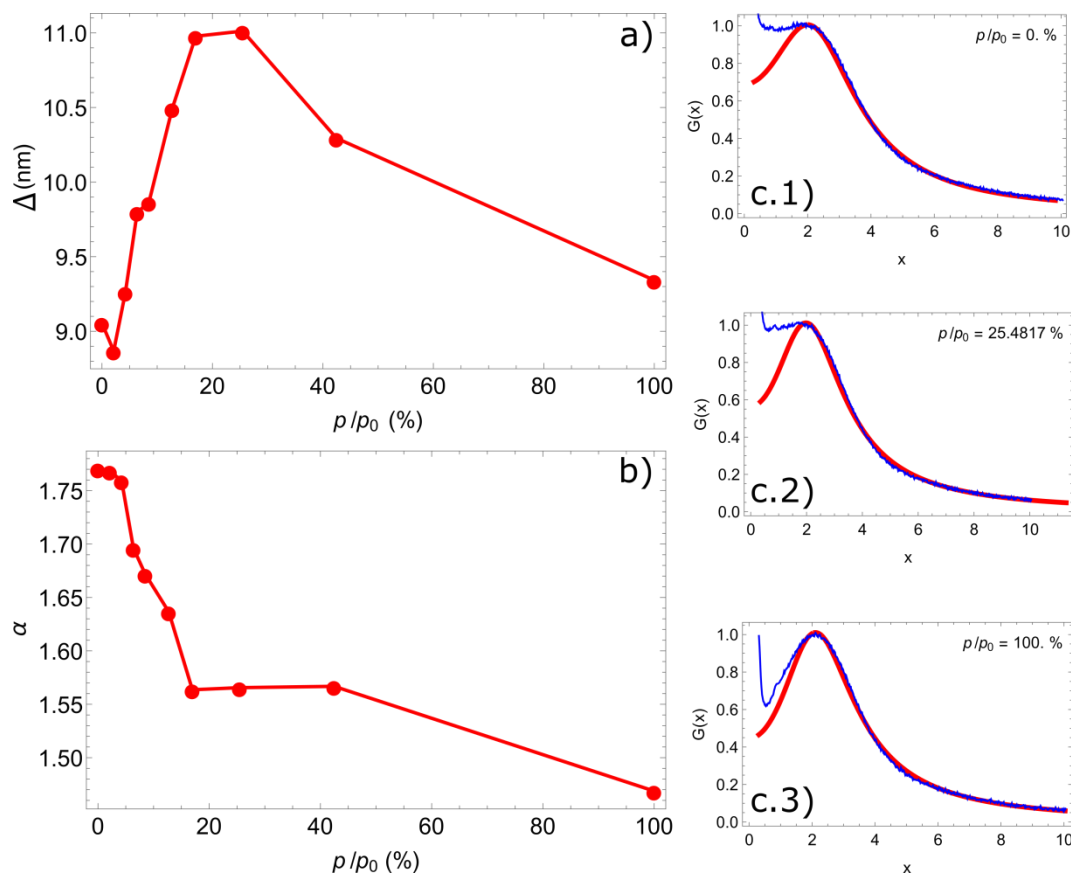 a)
11.0
10.5
10.0
9.5
9.0
Δ (nm)
0 20 40 60 80 100
p/p0 (%)
b)
1.75
1.70
1.65
1.60
1.55
1.50
α
0 20 40 60 80 100
p/p0 (%)
p/p0 = 0. %
1.0
0.8
0.6
0.4
0.2
0.0
G(x)
c.1)
0 2 4 6 8 10
x
p/p0 = 25.4817 %
1.0
0.8
0.6
0.4
0.2
0.0
G(x)
c.2)
0 2 4 6 8 10
x
p/p0 = 100. %
1.0
0.8
0.6
0.4
0.2
0.0
G(x)
c.3)
0 2 4 6 8 10
x